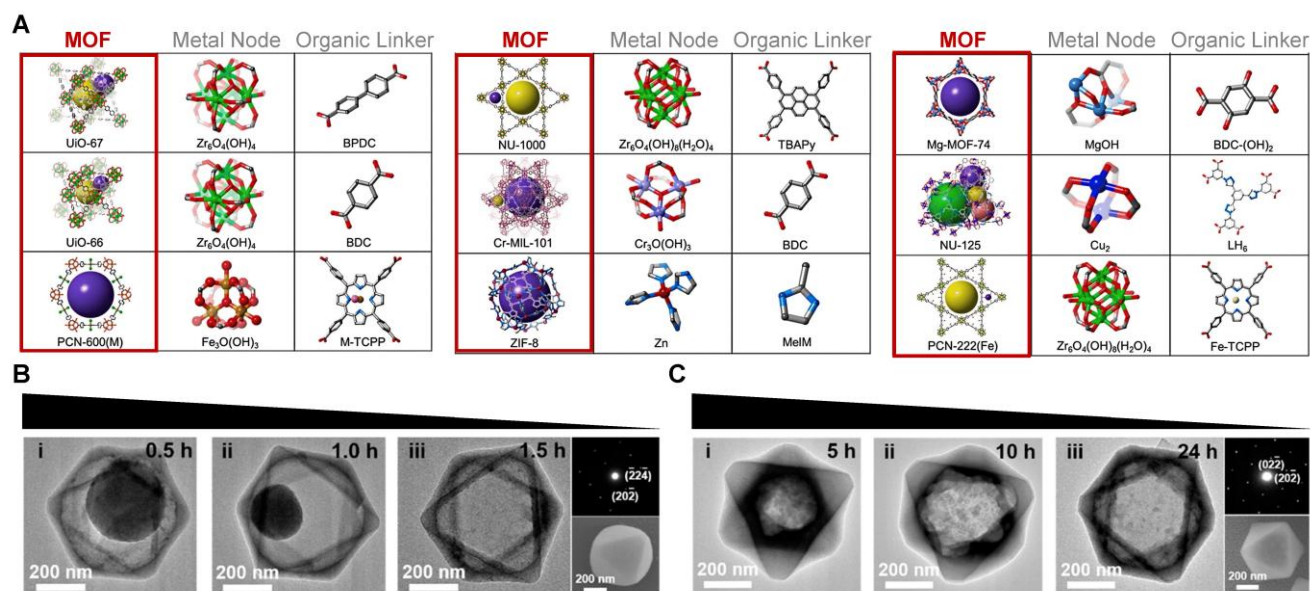 A
MOF Metal Node Organic Linker
UiO-67 Zr6O4(OH)4 BPDC
UiO-66 Zr6O4(OH)4 BDC
PCN-600(M) Fe3O(OH)3 M-TCPP
MOF Metal Node Organic Linker
NU-1000 Zr6O4(OH)8(H2O)4 TBAPy
Cr-MIL-101 Cr3O(OH)3 BDC
ZIF-8 Zn MeIM
MOF Metal Node Organic Linker
Mg-MOF-74 MgOH BDC-(OH)2
NU-125 Cu2 LH6
PCN-222(Fe) Zr6O4(OH)8(H2O)4 Fe-TCPP
B
i 0.5 h
200 nm
ii 1.0 h
200 nm
iii 1.5 h
200 nm
(2̄24̄)
(202̄)
200 nm
C
i 5 h
200 nm
ii 10 h
200 nm
iii 24 h
200 nm
(022̄)
(202̄)
200 nm